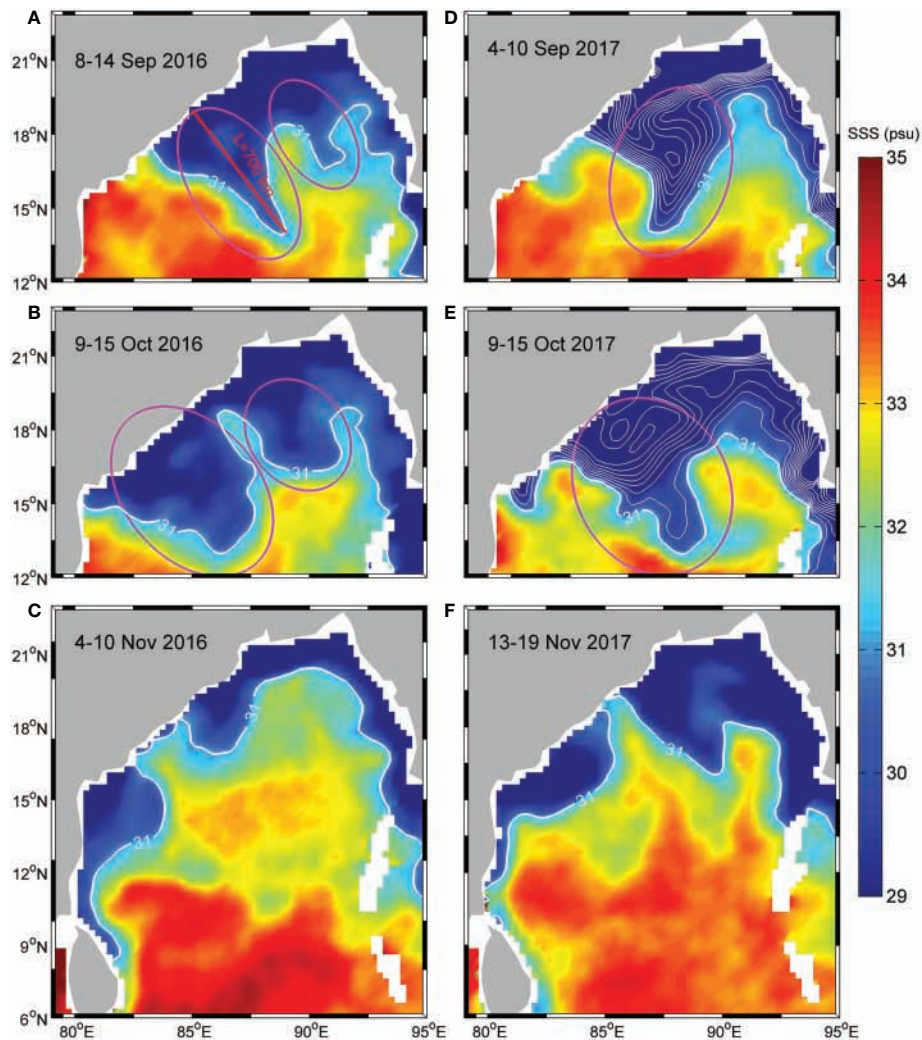 A
8-14 Sep 2016
31
31
21°N
18°N
15°N
12°N
D
4-10 Sep 2017
31
SSS (psu)
35
34
33
32
31
30
29
B
9-15 Oct 2016
31
31
21°N
18°N
15°N
12°N
E
9-15 Oct 2017
31
31
C
4-10 Nov 2016
31
31
21°N
18°N
15°N
12°N
9°N
6°N
80°E
85°E
90°E
95°E
F
13-19 Nov 2017
31
31
80°E
85°E
90°E
95°E